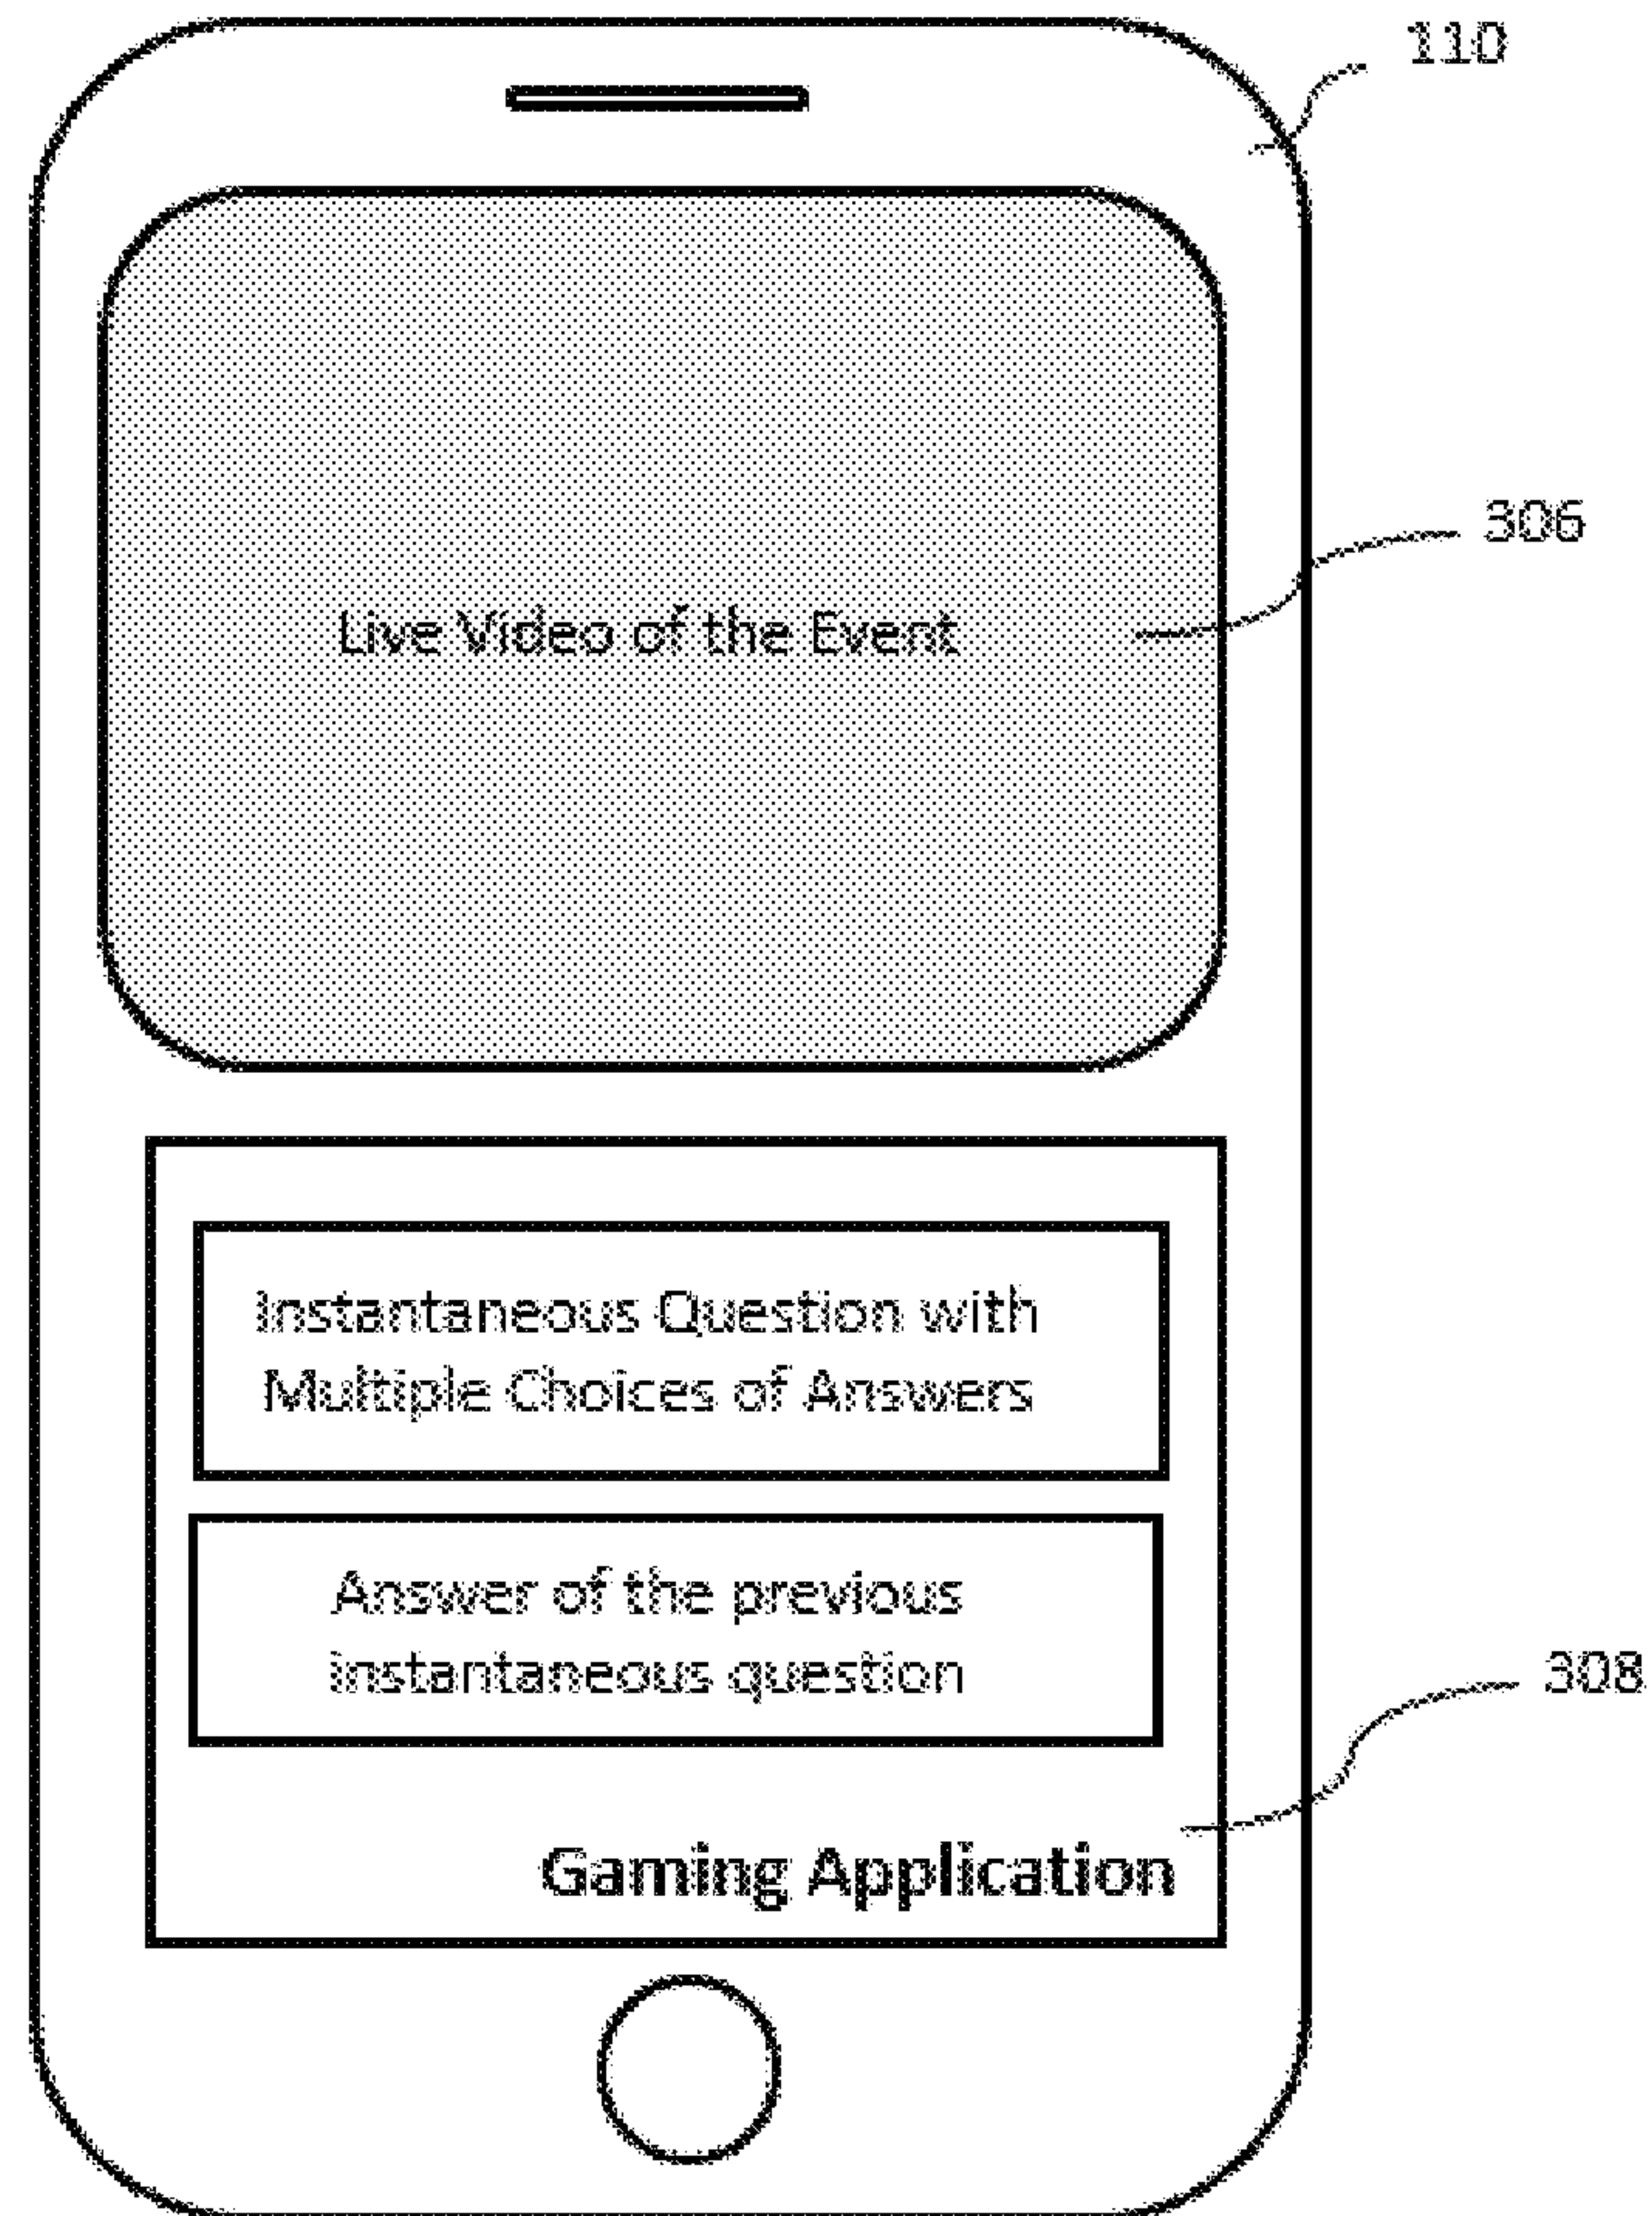 110
306
Live Video of the Event
Instantaneous Question with
Multiple Choices of Answers
Answer of the previous
instantaneous question
308
Gaming Application